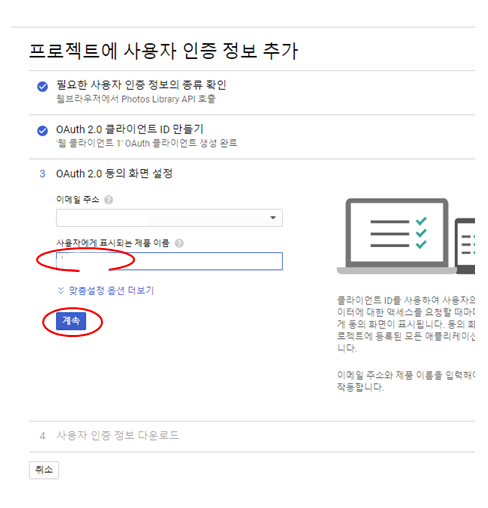 프로젝트에 사용자 인증 정보 추가
필요한 사용자 인증 정보의 종류 확인
웹브라우저에서 Photos Library API 호출
OAuth 2.0 클라이언트 ID 만들기
'웹 클라이언트 1' OAuth 클라이언트 생성 완료
3 OAuth 2.0 동의 화면 설정
이메일 주소
사용자에게 표시되는 제품 이름
맞춤설정 옵션 더보기
계속
클라이언트 ID를 사용하여 사용자의
이터에 대한 액세스를 요청할 때마다
게 동의 화면이 표시됩니다. 동의 화
로젝트에 등록된 모든 애플리케이션
니다.
이메일 주소와 제품 이름을 입력해야
작동합니다.
4 사용자 인증 정보 다운로드
취소